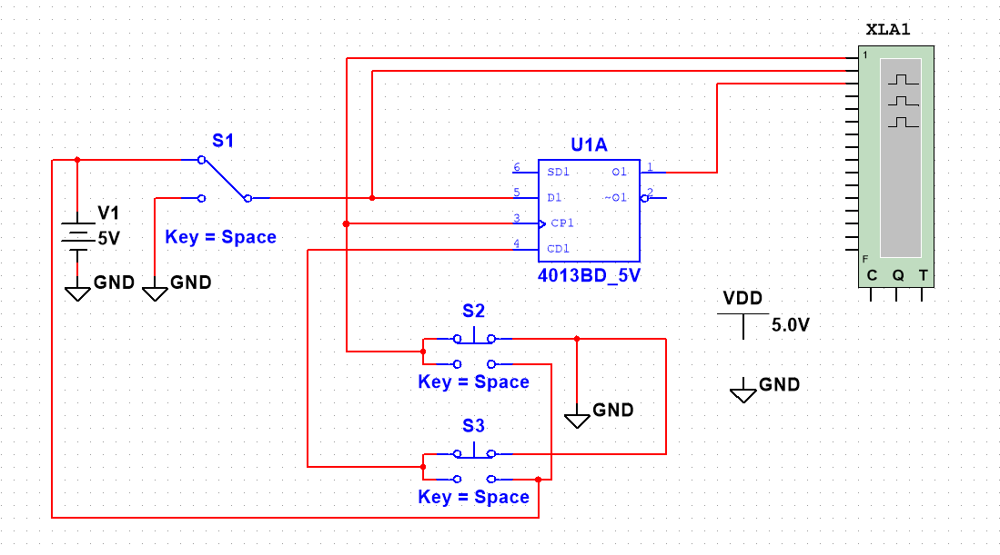 XLA1
1
S1
U1A
6 SD1 O1 1
5 D1 ~O1 2
3 CP1
4 CD1
V1
5V
Key = Space
GND
GND
4013BD_5V
F
C Q T
VDD
5.0V
S2
Key = Space
GND
GND
S3
Key = Space